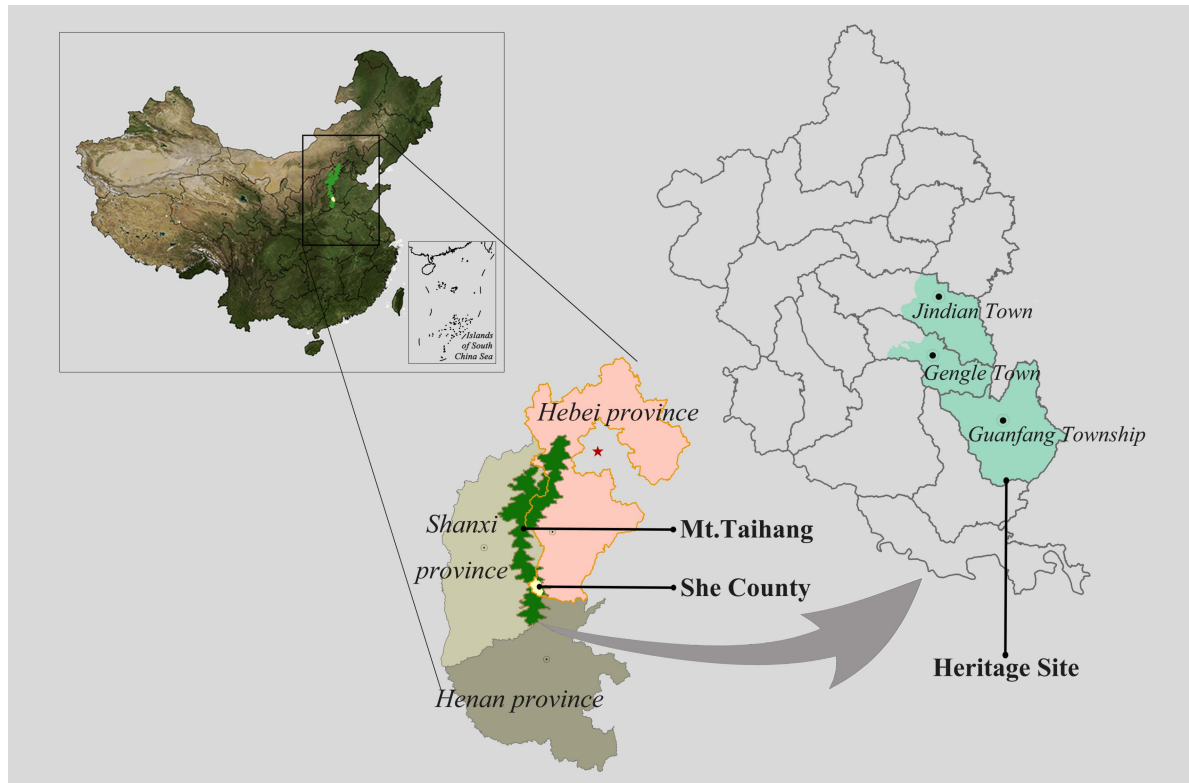 Islands
of South
China Sea
Jindian Town
Gengle Town
Guanfang Township
Hebei province
Shanxi
province
Mt.Taihang
She County
Heritage Site
Henan province